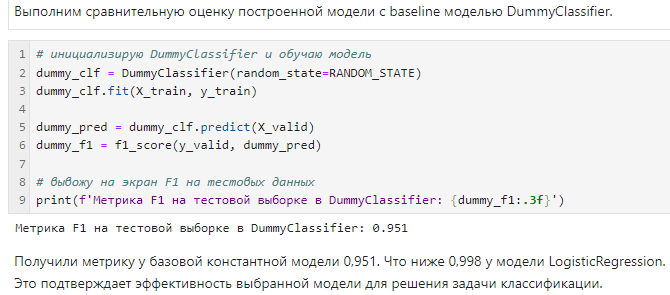 Выполним сравнительную оценку построенной модели с baseline моделью DummyClassifier.
1 # инициализирую DummyClassifier и обучаю модель
2 dummy_clf = DummyClassifier(random_state=RANDOM_STATE)
3 dummy_clf.fit(X_train, y_train)
4
5 dummy_pred = dummy_clf.predict(X_valid)
6 dummy_f1 = f1_score(y_valid, dummy_pred)
7
8 # вывожу на экран F1 на тестовых данных
9 print(f'Метрика F1 на тестовой выборке в DummyClassifier: {dummy_f1:.3f}')
Метрика F1 на тестовой выборке в DummyClassifier: 0.951
Получили метрику у базовой константной модели 0,951. Что ниже 0,998 у модели LogisticRegression.
Это подтверждает эффективность выбранной модели для решения задачи классификации.